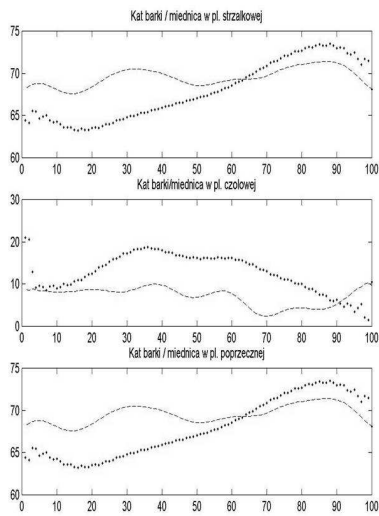 Kat barki / miednica w pl. strzalkowej
75
70
65
60
0 10 20 30 40 50 60 70 80 90 100
Kat barki/miednica w pl. czolowej
30
20
10
0
0 10 20 30 40 50 60 70 80 90 100
Kat barki / miednica w pl. poprzecznej
75
70
65
60
0 10 20 30 40 50 60 70 80 90 100